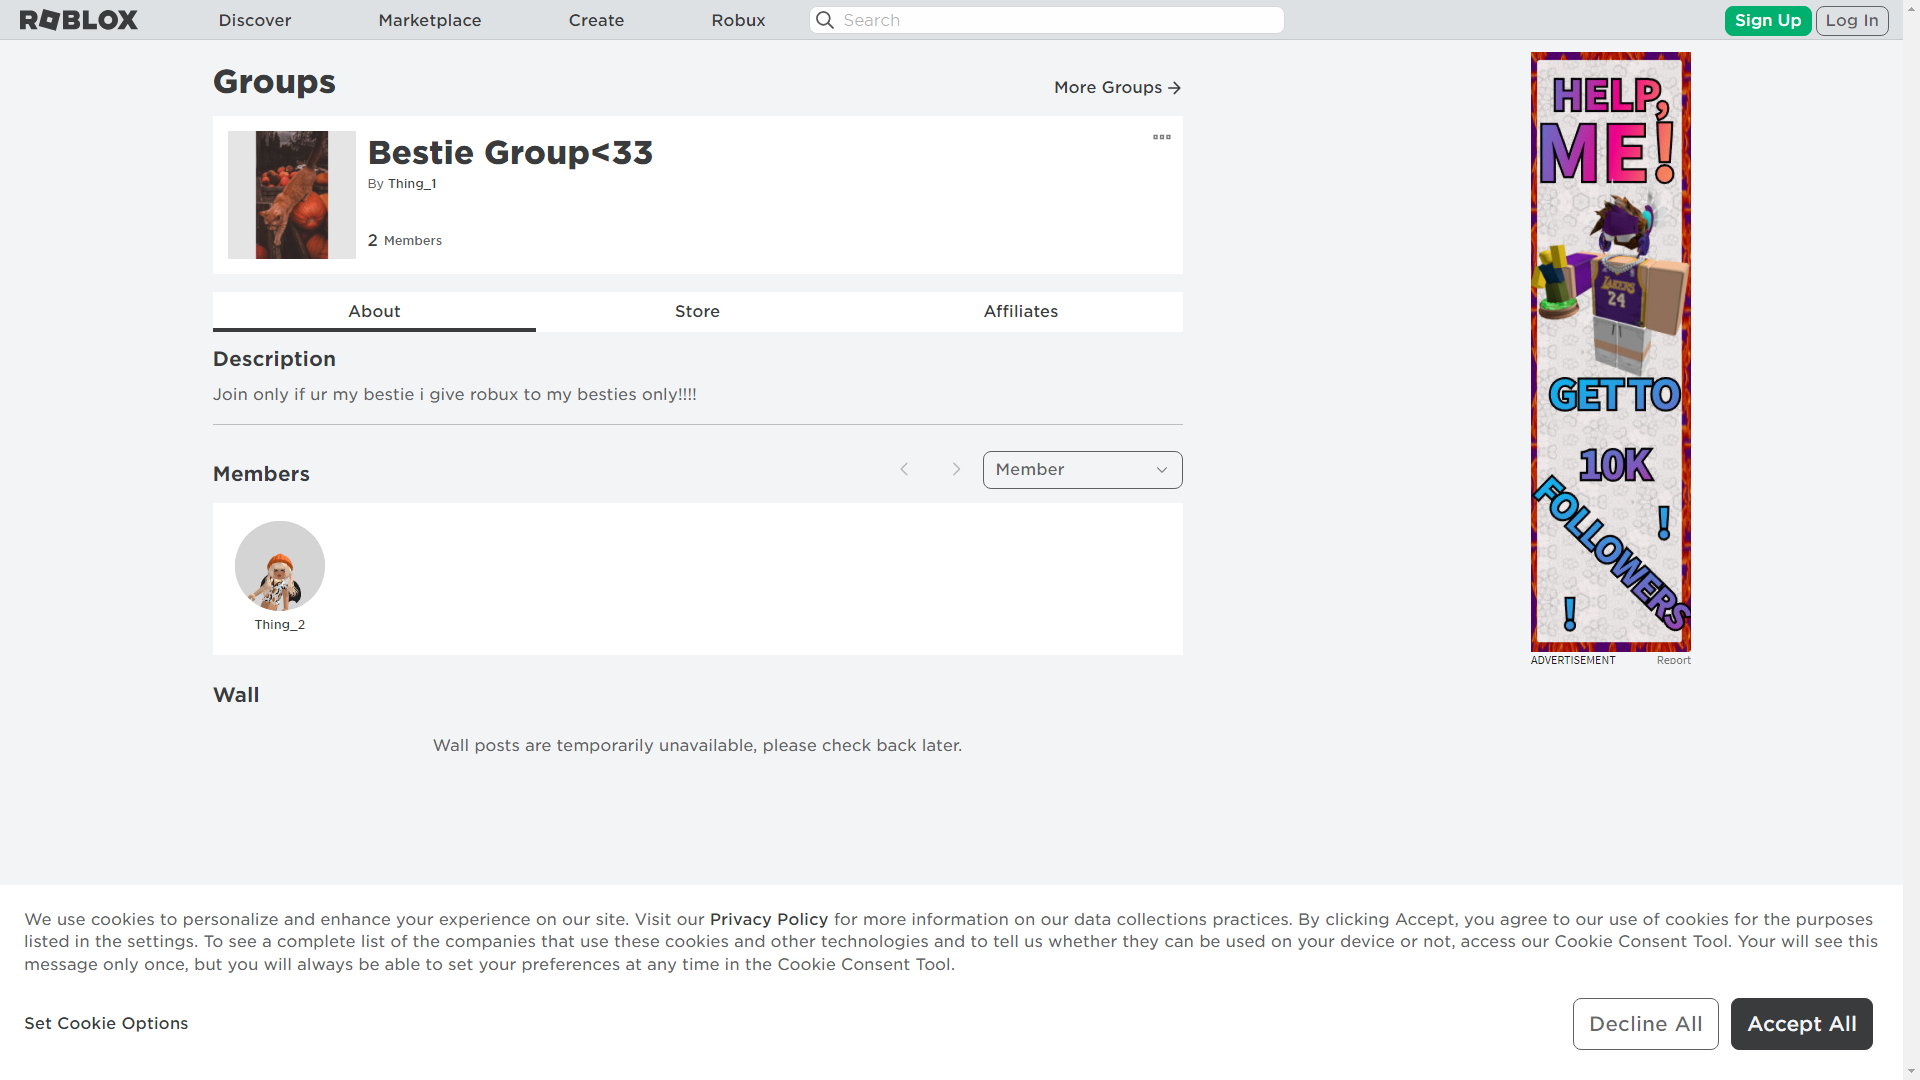 ROBLOX
Discover
Marketplace
Create
Robux
Search
Sign Up
Log In
Groups
More Groups
Bestie Group<33
By Thing_1
2 Members
About
Store
Affiliates
Description
Join only if ur my bestie i give robux to my besties only!!!!
Members
Member
Thing_2
Wall
Wall posts are temporarily unavailable, please check back later.
HELP,
ME!
LAKERS
24
GET TO
10K
FOLLOWERS
!
!
ADVERTISEMENT
Report
We use cookies to personalize and enhance your experience on our site. Visit our Privacy Policy for more information on our data collections practices. By clicking Accept, you agree to our use of cookies for the purposes
listed in the settings. To see a complete list of the companies that use these cookies and other technologies and to tell us whether they can be used on your device or not, access our Cookie Consent Tool. Your will see this
message only once, but you will always be able to set your preferences at any time in the Cookie Consent Tool.
Set Cookie Options
Decline All
Accept All